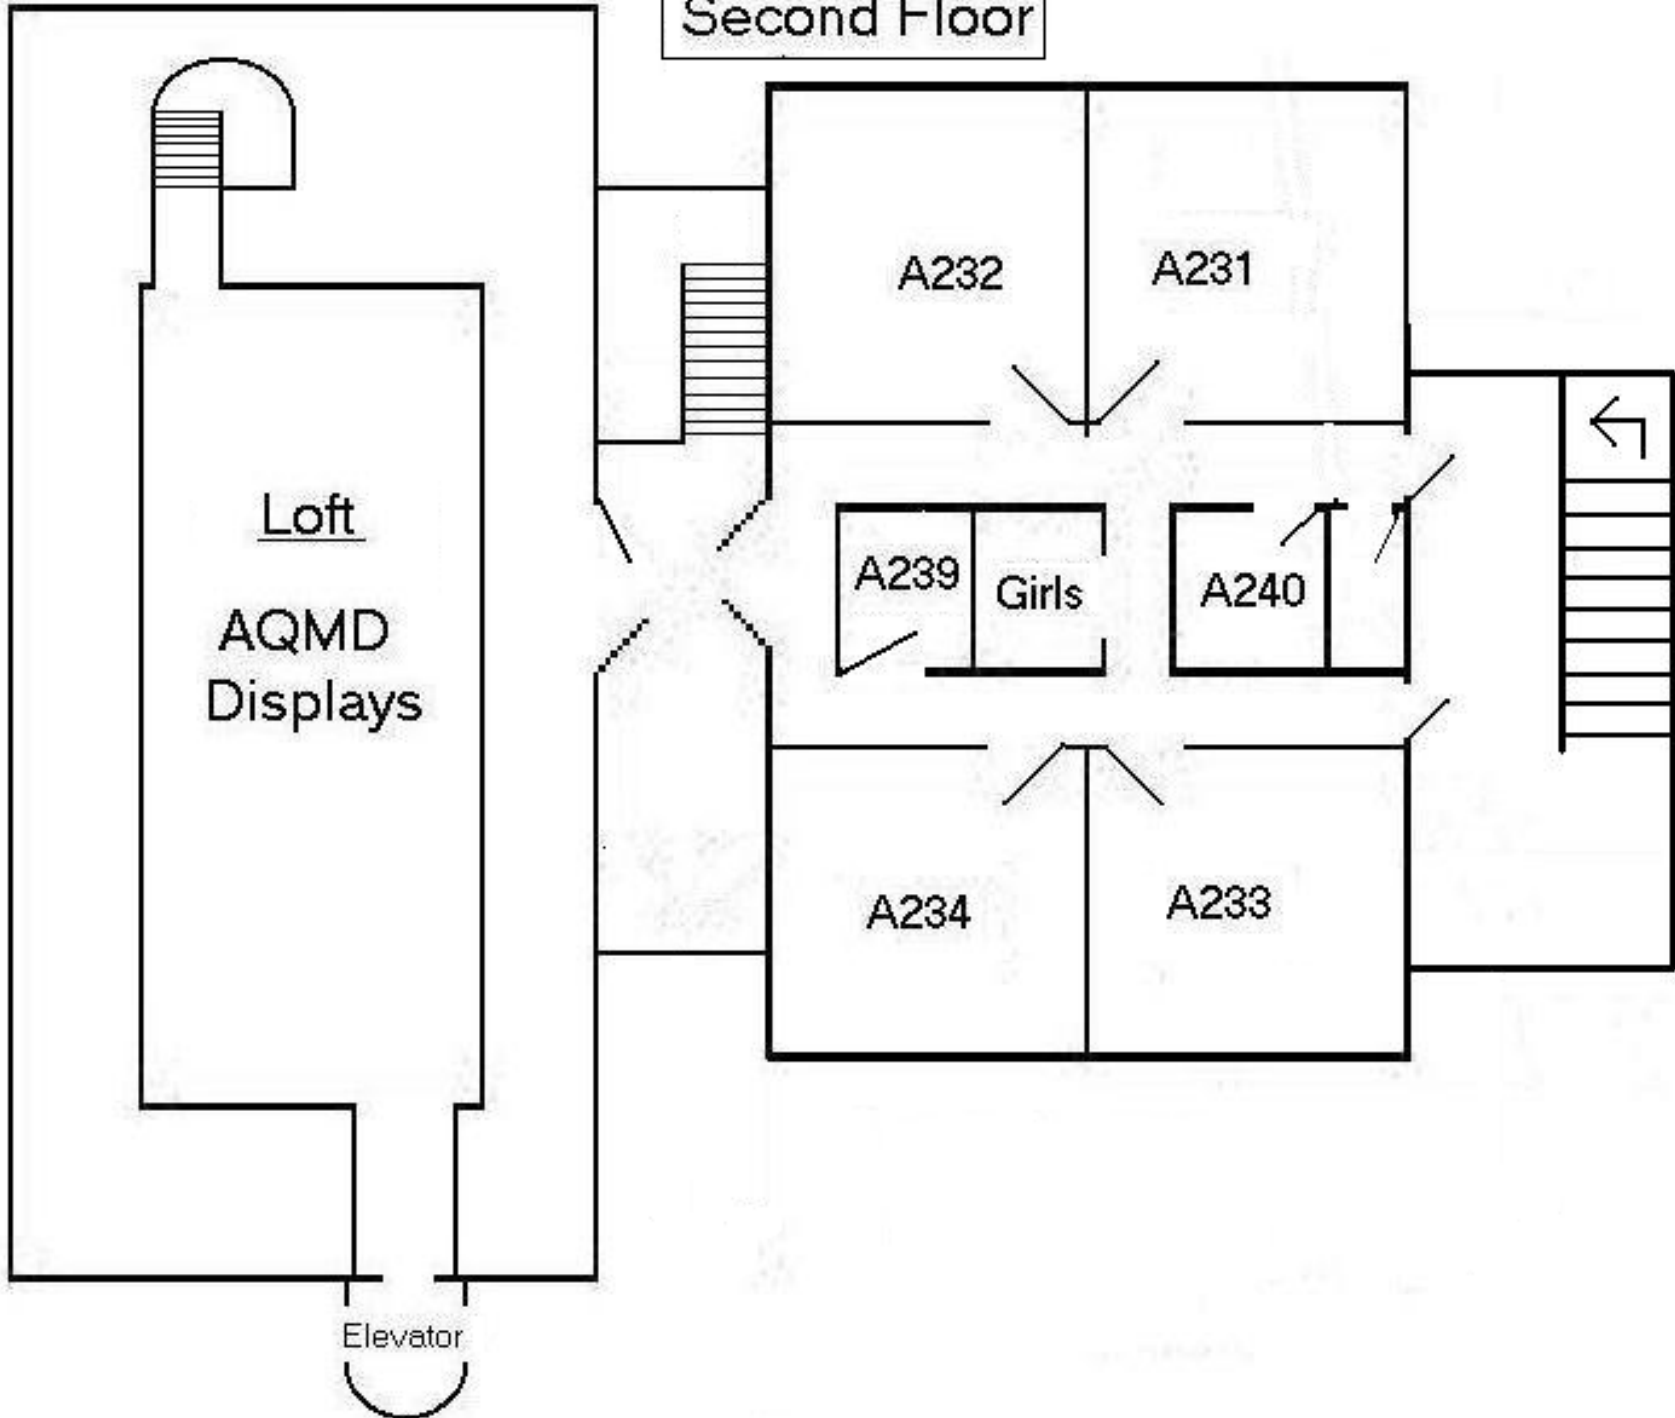 Second Floor
A232
A231
Loft
AQMD
Displays
A239
Girls
A240
A234
A233
Elevator